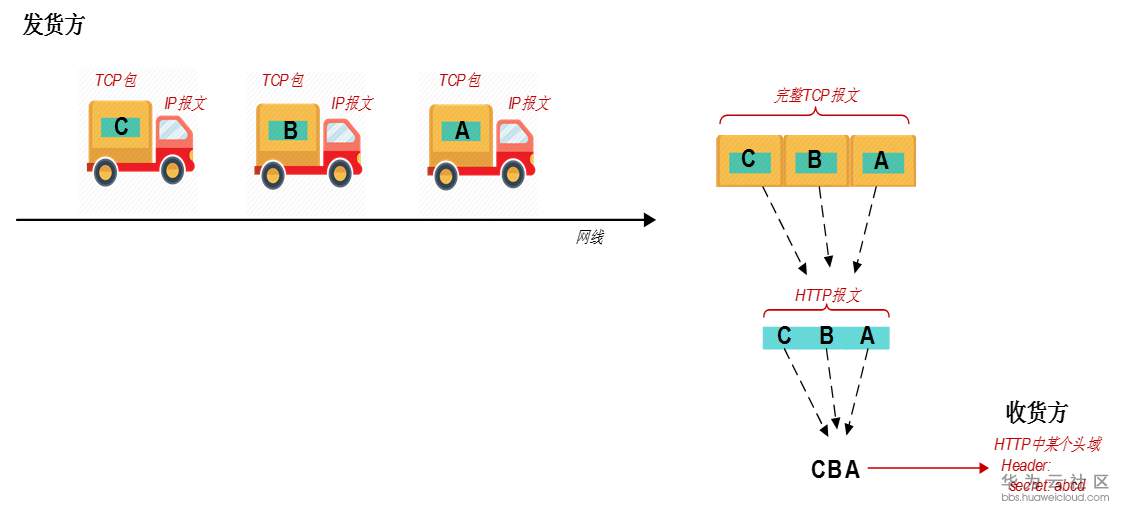 发货方
TCP包
TCP包
TCP包
IP报文
IP报文
IP报文
C
B
A
网线
完整TCP报文
C
B
A
HTTP报文
C
B
A
CBA
收货方
HTTP中某个头域
Header:
secret: abcd
华为云社区
bbs.huaweicloud.com